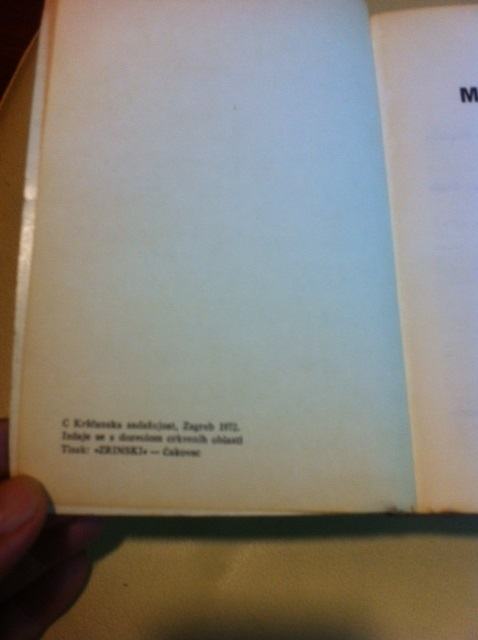 M
C Kršćanska sadašnjost, Zagreb 1972.
Izdaje se s dozvolom crkvenih oblasti
Tisak: »ZRINSKI« — Čakovec